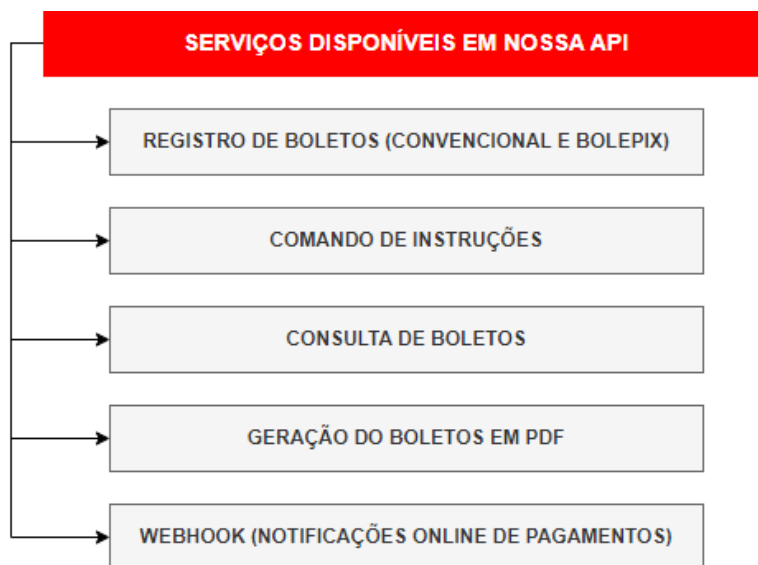 SERVIÇOS DISPONÍVEIS EM NOSSA API
REGISTRO DE BOLETOS (CONVENCIONAL E BOLEPIX)
COMANDO DE INSTRUÇÕES
CONSULTA DE BOLETOS
GERAÇÃO DO BOLETOS EM PDF
WEBHOOK (NOTIFICAÇÕES ONLINE DE PAGAMENTOS)